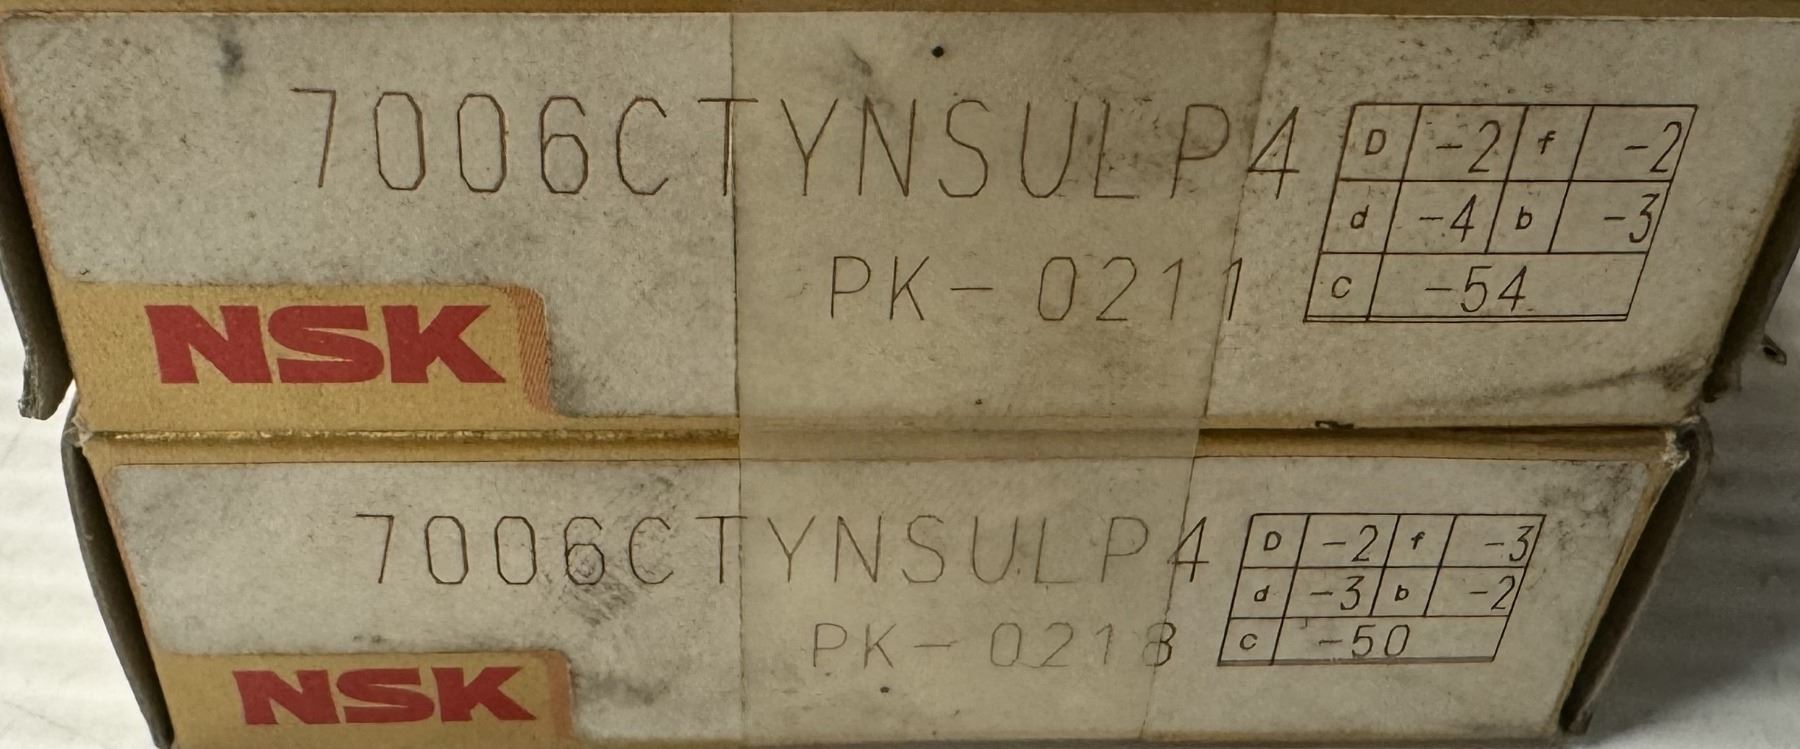 7006CTYNSULP4
D -2 f -2
d -4 b -3
PK-0211
c -54
NSK
7006CTYNSULP4
D -2 f -3
d -3 b -2
PK-0218
c -50
NSK